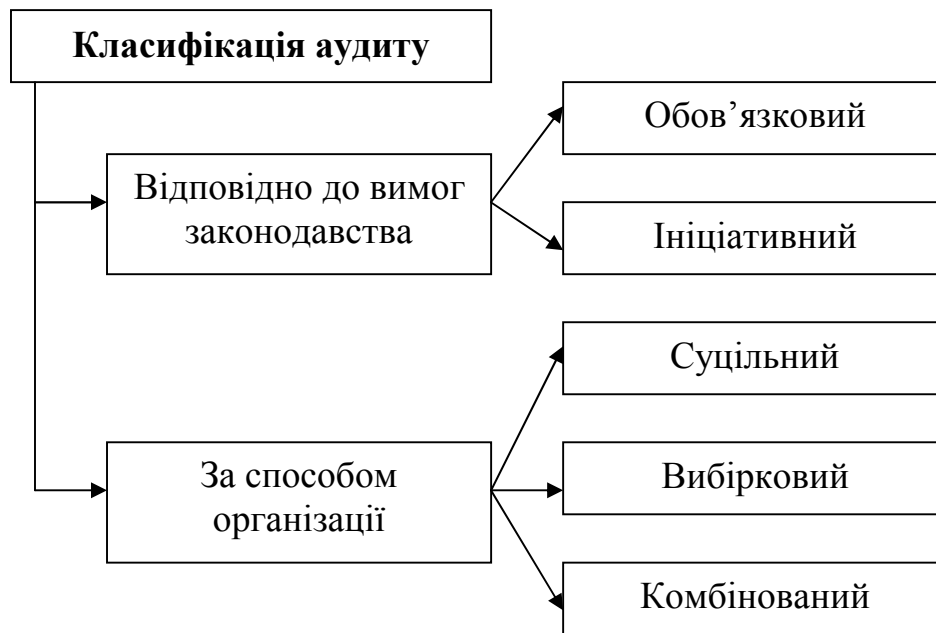 Класифікація аудиту
Обов’язковий
Відповідно до вимог
законодавства
Ініціативний
Суцільний
За способом
організації
Вибірковий
Комбінований